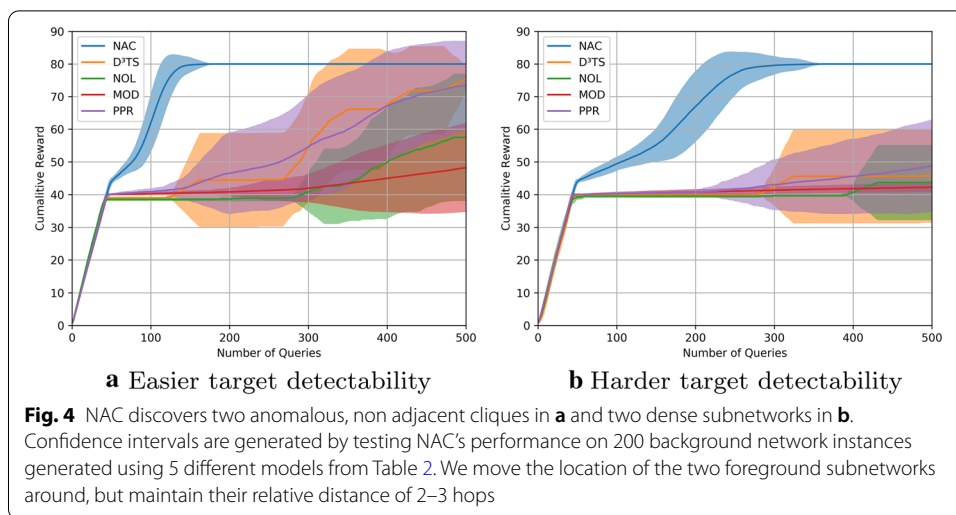 90
80
70
60
50
40
30
20
10
0
Cumalitive Reward
NAC
D³TS
NOL
MOD
PPR
0 100 200 300 400 500
Number of Queries
a Easier target detectability
90
80
70
60
50
40
30
20
10
0
Cumalitive Reward
NAC
D³TS
NOL
MOD
PPR
0 100 200 300 400 500
Number of Queries
b Harder target detectability
Fig. 4 NAC discovers two anomalous, non adjacent cliques in a and two dense subnetworks in b.
Confidence intervals are generated by testing NAC's performance on 200 background network instances
generated using 5 different models from Table 2. We move the location of the two foreground subnetworks
around, but maintain their relative distance of 2–3 hops